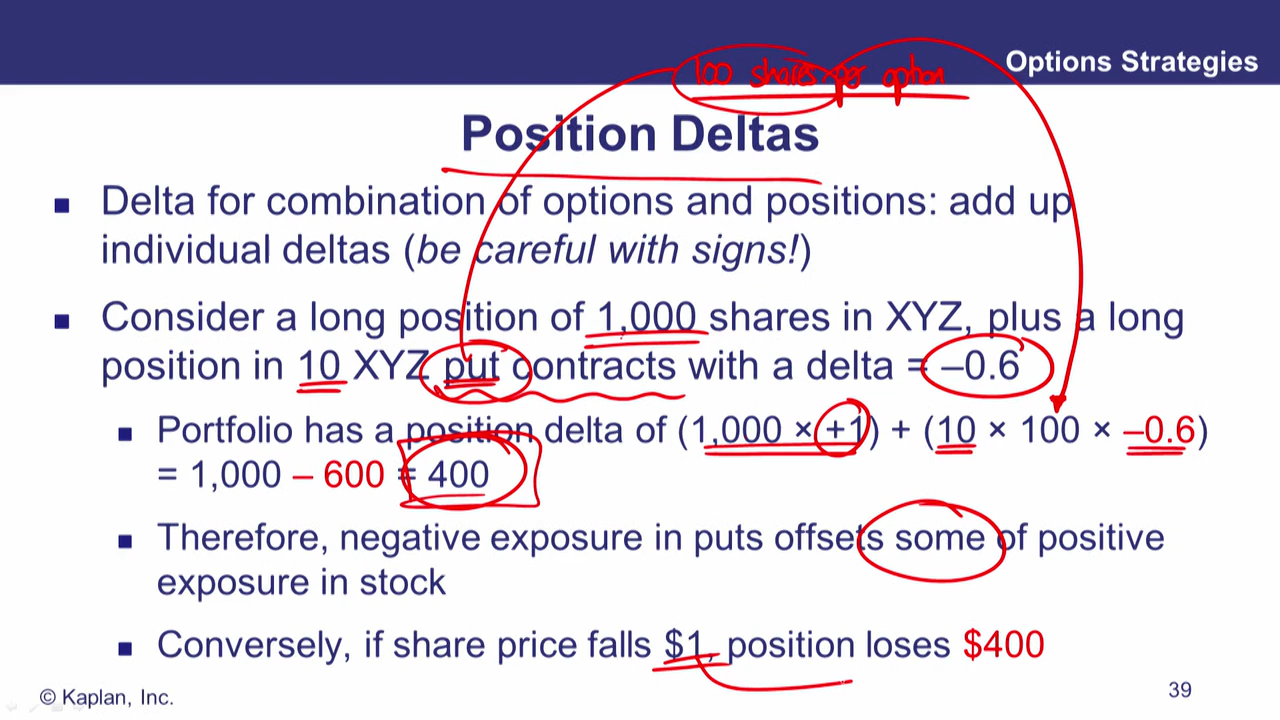 Options Strategies
100 shares per option
Position Deltas
■ Delta for combination of options and positions: add up
individual deltas (be careful with signs!)
■ Consider a long position of 1,000 shares in XYZ, plus a long
position in 10 XYZ put contracts with a delta = –0.6
■ Portfolio has a position delta of (1,000 × +1) + (10 × 100 × –0.6)
= 1,000 – 600 = 400
■ Therefore, negative exposure in puts offsets some of positive
exposure in stock
■ Conversely, if share price falls $1, position loses $400
© Kaplan, Inc.
39